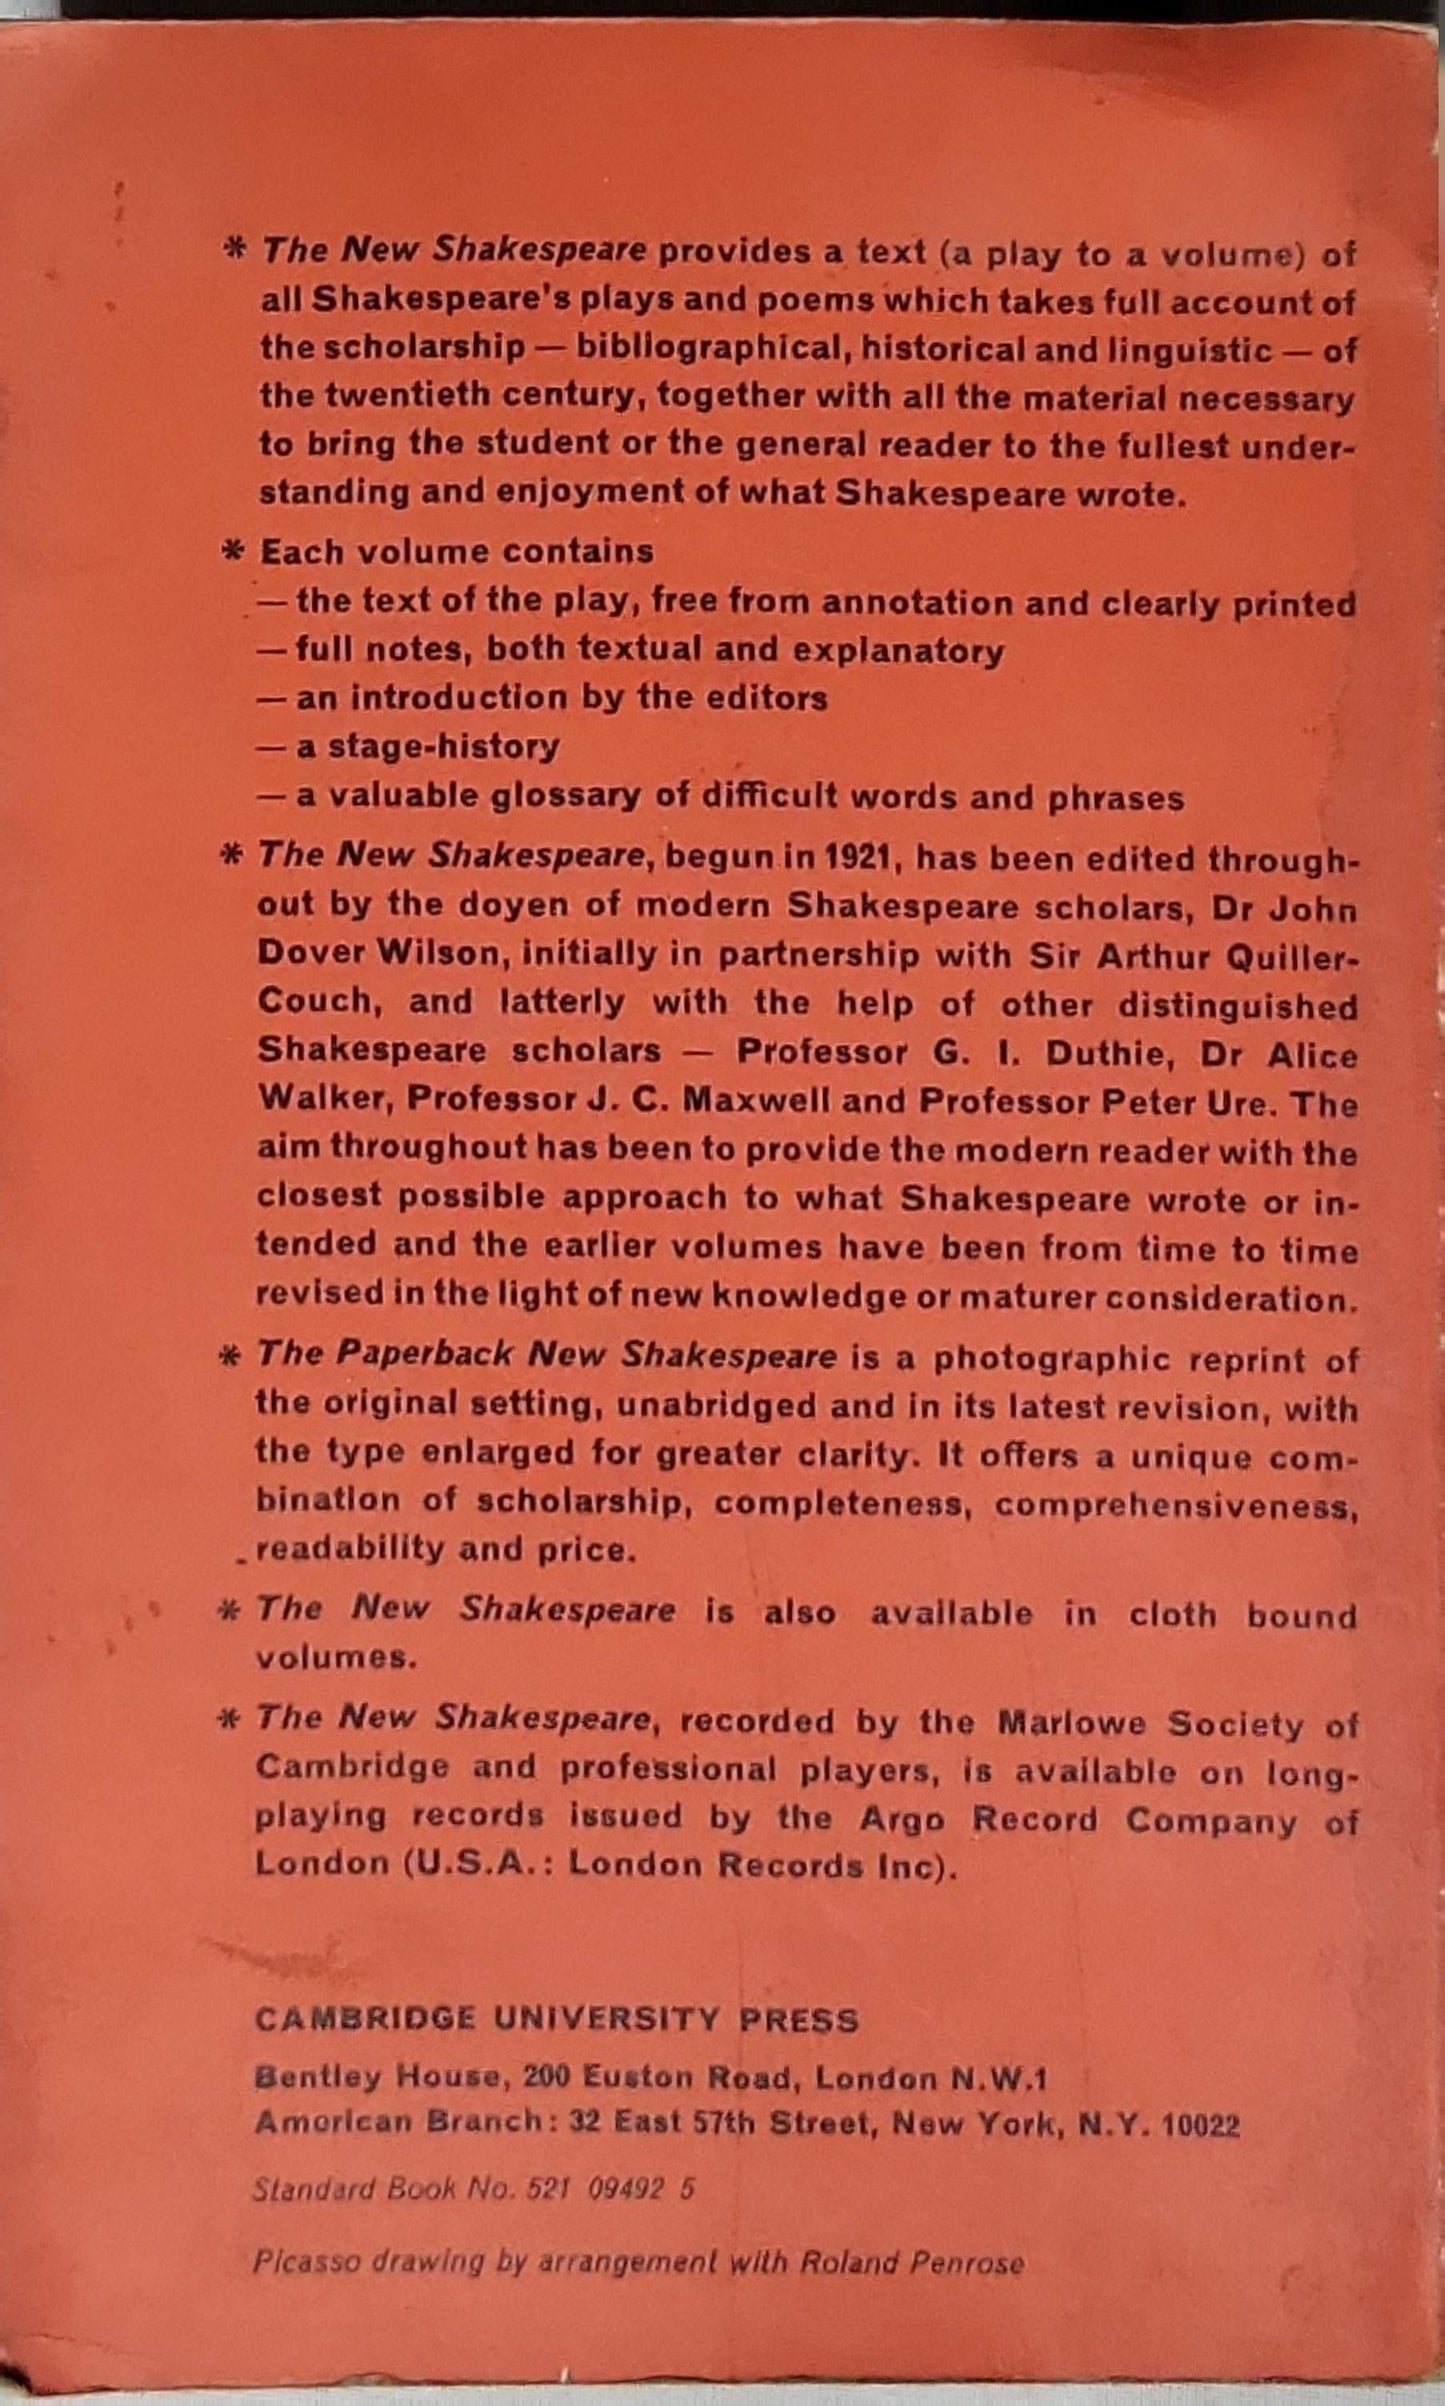 * The New Shakespeare provides a text (a play to a volume) of
all Shakespeare's plays and poems which takes full account of
the scholarship — bibliographical, historical and linguistic — of
the twentieth century, together with all the material necessary
to bring the student or the general reader to the fullest under-
standing and enjoyment of what Shakespeare wrote.
* Each volume contains
— the text of the play, free from annotation and clearly printed
— full notes, both textual and explanatory
— an introduction by the editors
— a stage-history
— a valuable glossary of difficult words and phrases
* The New Shakespeare, begun in 1921, has been edited through-
out by the doyen of modern Shakespeare scholars, Dr John
Dover Wilson, initially in partnership with Sir Arthur Quiller-
Couch, and latterly with the help of other distinguished
Shakespeare scholars — Professor G. I. Duthie, Dr Alice
Walker, Professor J. C. Maxwell and Professor Peter Ure. The
aim throughout has been to provide the modern reader with the
closest possible approach to what Shakespeare wrote or in-
tended and the earlier volumes have been from time to time
revised in the light of new knowledge or maturer consideration.
* The Paperback New Shakespeare is a photographic reprint of
the original setting, unabridged and in its latest revision, with
the type enlarged for greater clarity. It offers a unique com-
bination of scholarship, completeness, comprehensiveness,
readability and price.
* The New Shakespeare is also available in cloth bound
volumes.
* The New Shakespeare, recorded by the Marlowe Society of
Cambridge and professional players, is available on long-
playing records issued by the Argo Record Company of
London (U.S.A.: London Records Inc).
CAMBRIDGE UNIVERSITY PRESS
Bentley House, 200 Euston Road, London N.W.1
American Branch: 32 East 57th Street, New York, N.Y. 10022
Standard Book No. 521 09492 5
Picasso drawing by arrangement with Roland Penrose